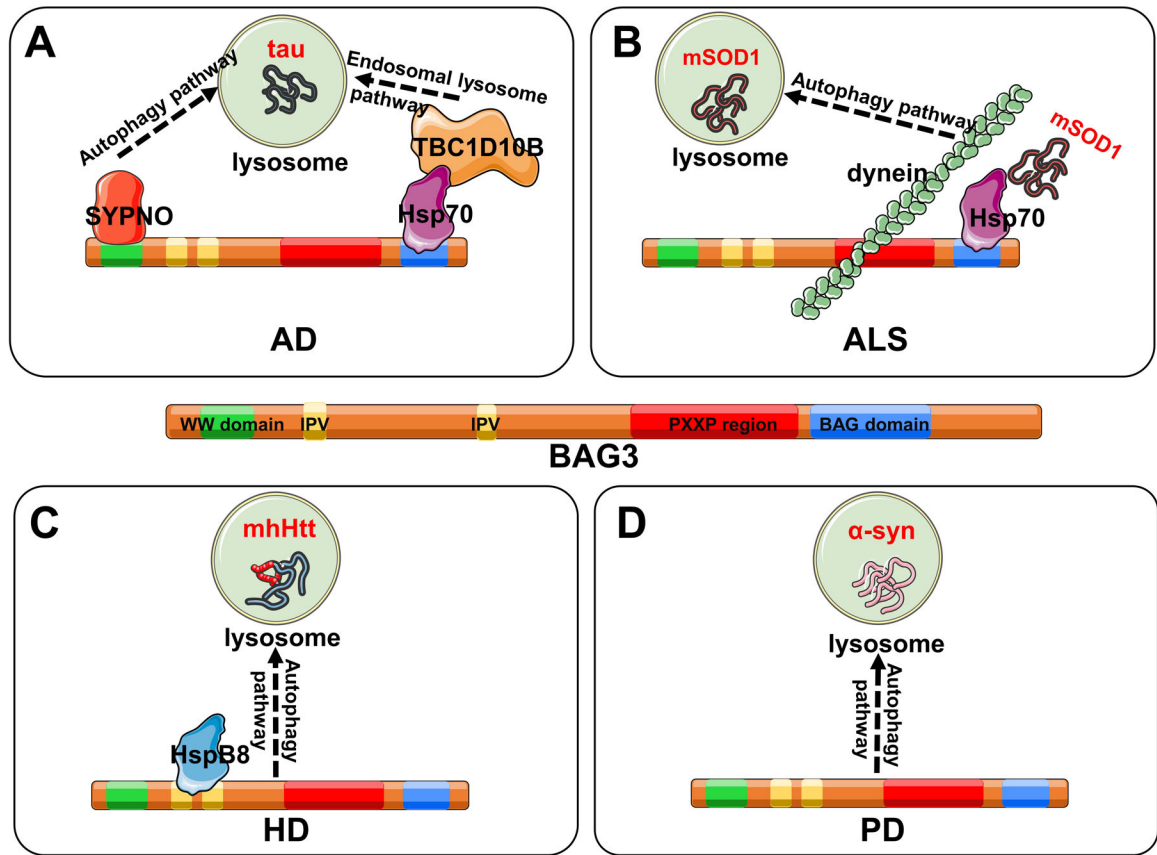 A
tau
Autophagy pathway
Endosomal lysosome
pathway
lysosome
TBC1D10B
SYPNO
Hsp70
AD
B
mSOD1
Autophagy pathway
mSOD1
lysosome
dynein
Hsp70
ALS
WW domain
IPV
IPV
PXXP region
BAG domain
BAG3
C
mhHtt
lysosome
Autophagy
pathway
HspB8
HD
D
α-syn
lysosome
Autophagy
pathway
PD